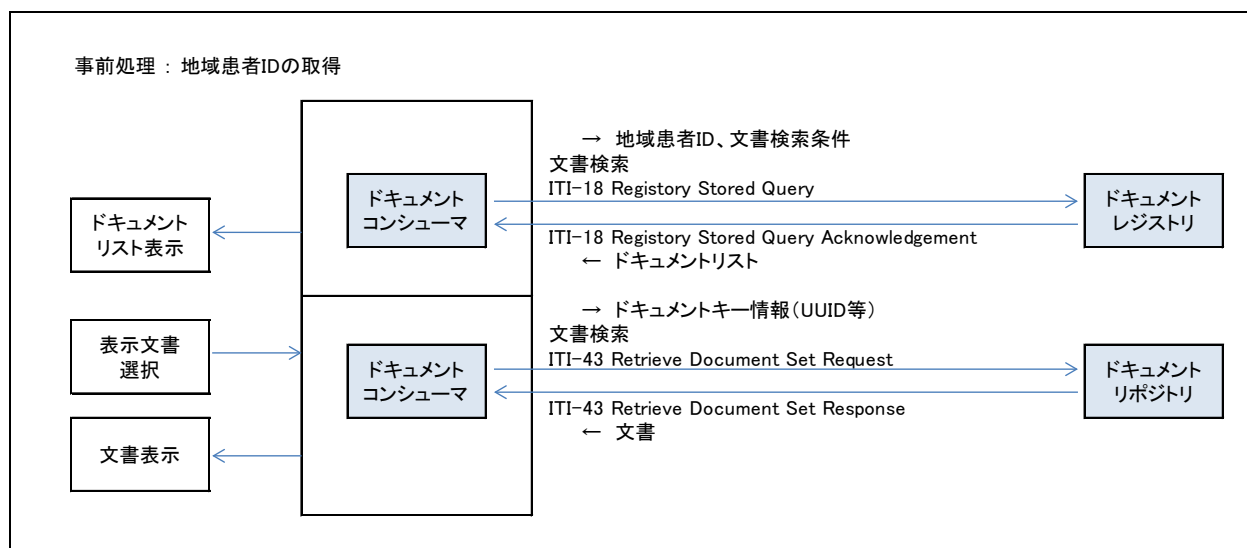 事前処理 : 地域患者IDの取得
→ 地域患者ID、文書検索条件
文書検索
ITI-18 Registory Stored Query
ドキュメント
コンシューマ
ドキュメント
レジストリ
ドキュメント
リスト表示
ITI-18 Registory Stored Query Acknowledgement
← ドキュメントリスト
→ ドキュメントキー情報(UUID等)
文書検索
ITI-43 Retrieve Document Set Request
表示文書
選択
ドキュメント
コンシューマ
ドキュメント
リポジトリ
ITI-43 Retrieve Document Set Response
← 文書
文書表示